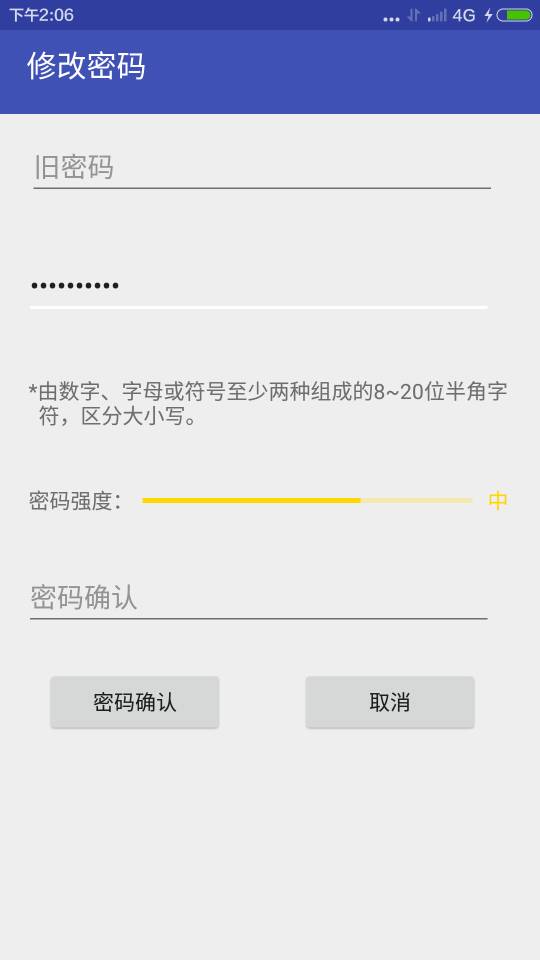 下午2:06
4G
修改密码
旧密码
••••••••••
*由数字、字母或符号至少两种组成的8~20位半角字
符，区分大小写。
密码强度：
中
密码确认
密码确认
取消